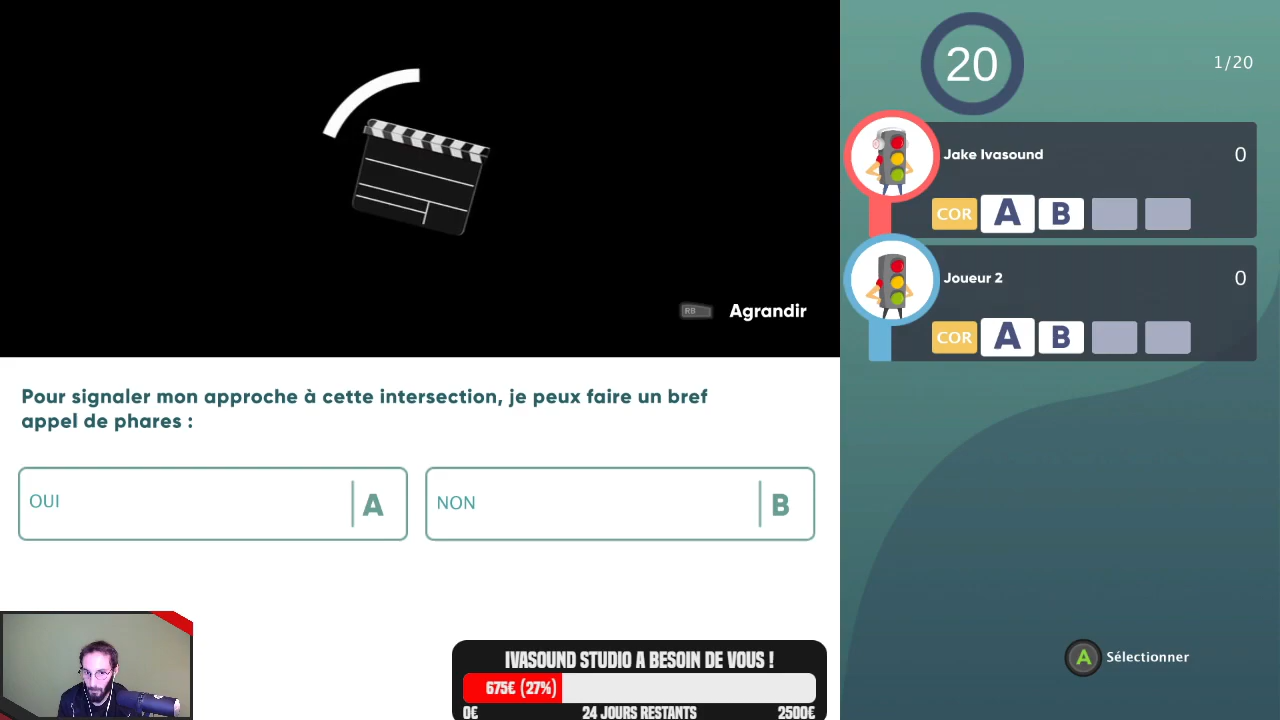 20
1/20
Jake Ivasound
0
COR
A
B
Joueur 2
0
COR
A
B
RB
Agrandir
Pour signaler mon approche à cette intersection, je peux faire un bref
appel de phares :
OUI
A
NON
B
IVASOUND STUDIO A BESOIN DE VOUS !
675€ (27%)
0€
24 JOURS RESTANTS
2500€
A
Sélectionner